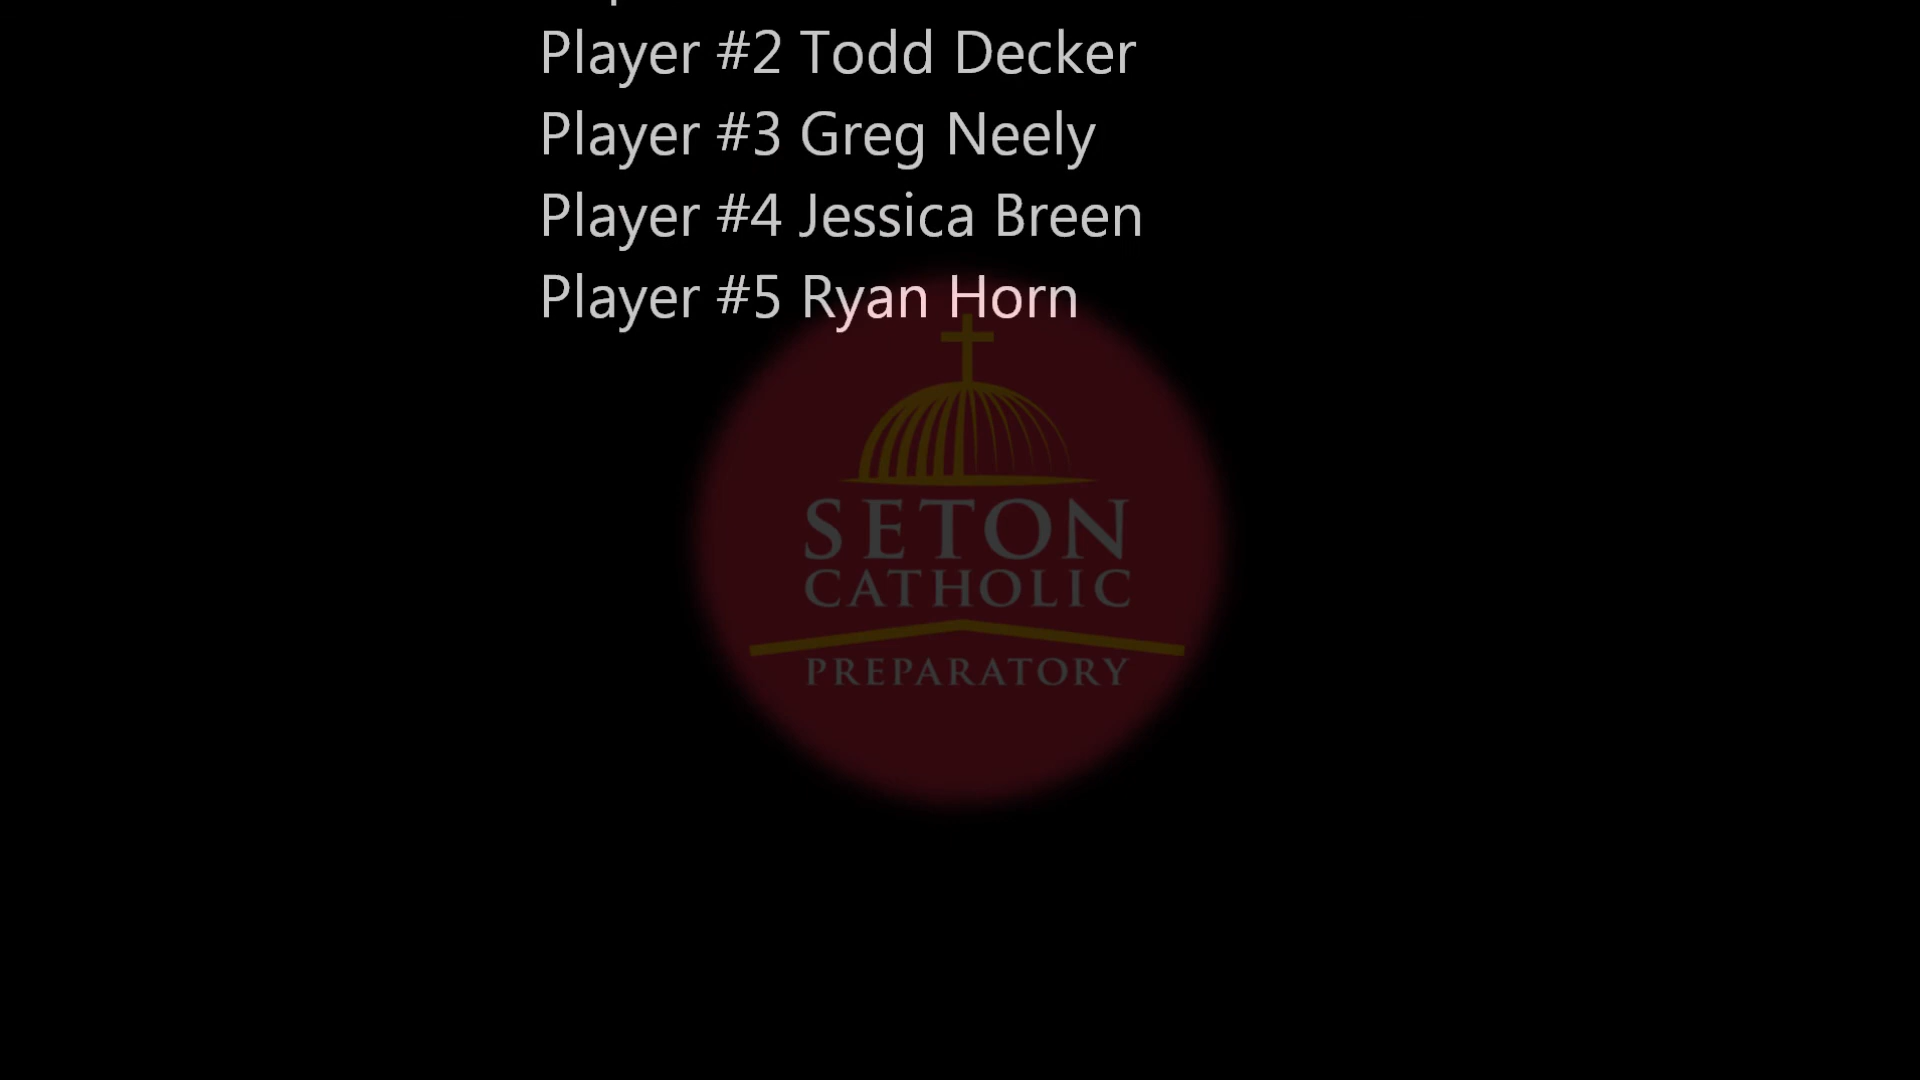 Player #2 Todd Decker
Player #3 Greg Neely
Player #4 Jessica Breen
Player #5 Ryan Horn
SETON
CATHOLIC
PREPARATORY